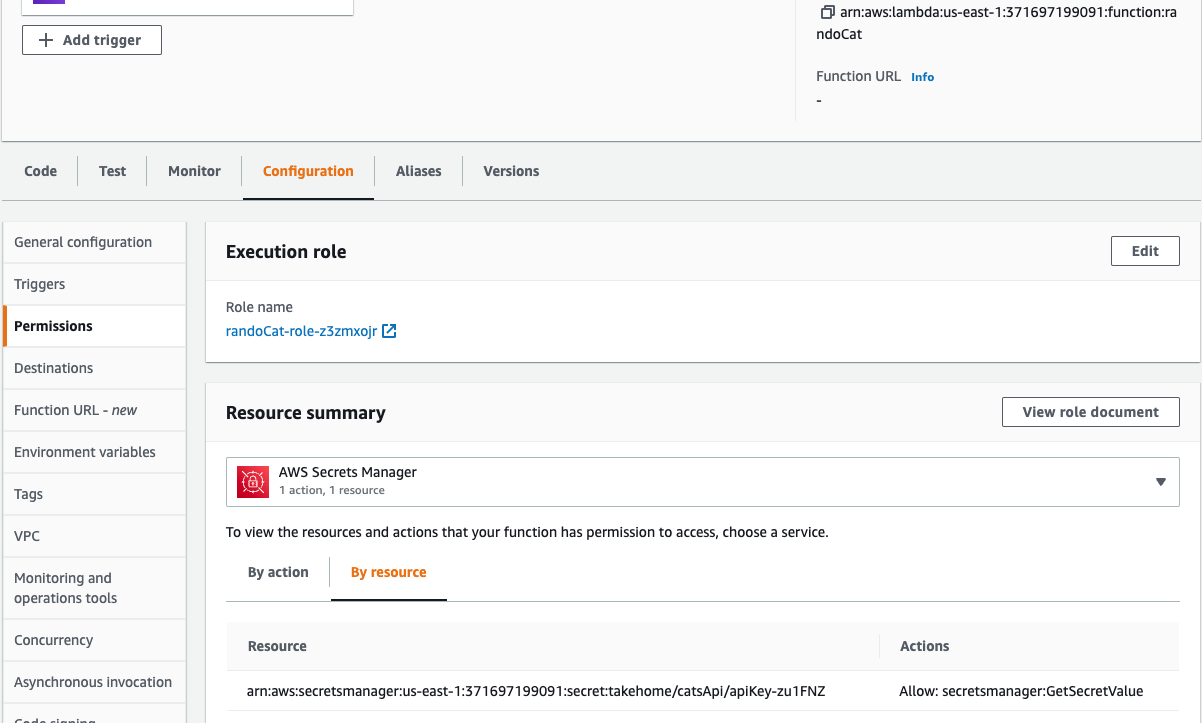 arn:aws:lambda:us-east-1:371697199091:function:ra
ndoCat
Add trigger
Function URL Info
-
Code
Test
Monitor
Configuration
Aliases
Versions
General configuration
Triggers
Permissions
Destinations
Function URL - new
Environment variables
Tags
VPC
Monitoring and
operations tools
Concurrency
Asynchronous invocation
Code signing
Execution role
Edit
Role name
randoCat-role-z3zmxojr
Resource summary
View role document
AWS Secrets Manager
1 action, 1 resource
To view the resources and actions that your function has permission to access, choose a service.
By action
By resource
Resource
Actions
arn:aws:secretsmanager:us-east-1:371697199091:secret:takehome/catsApi/apiKey-zu1FNZ
Allow: secretsmanager:GetSecretValue